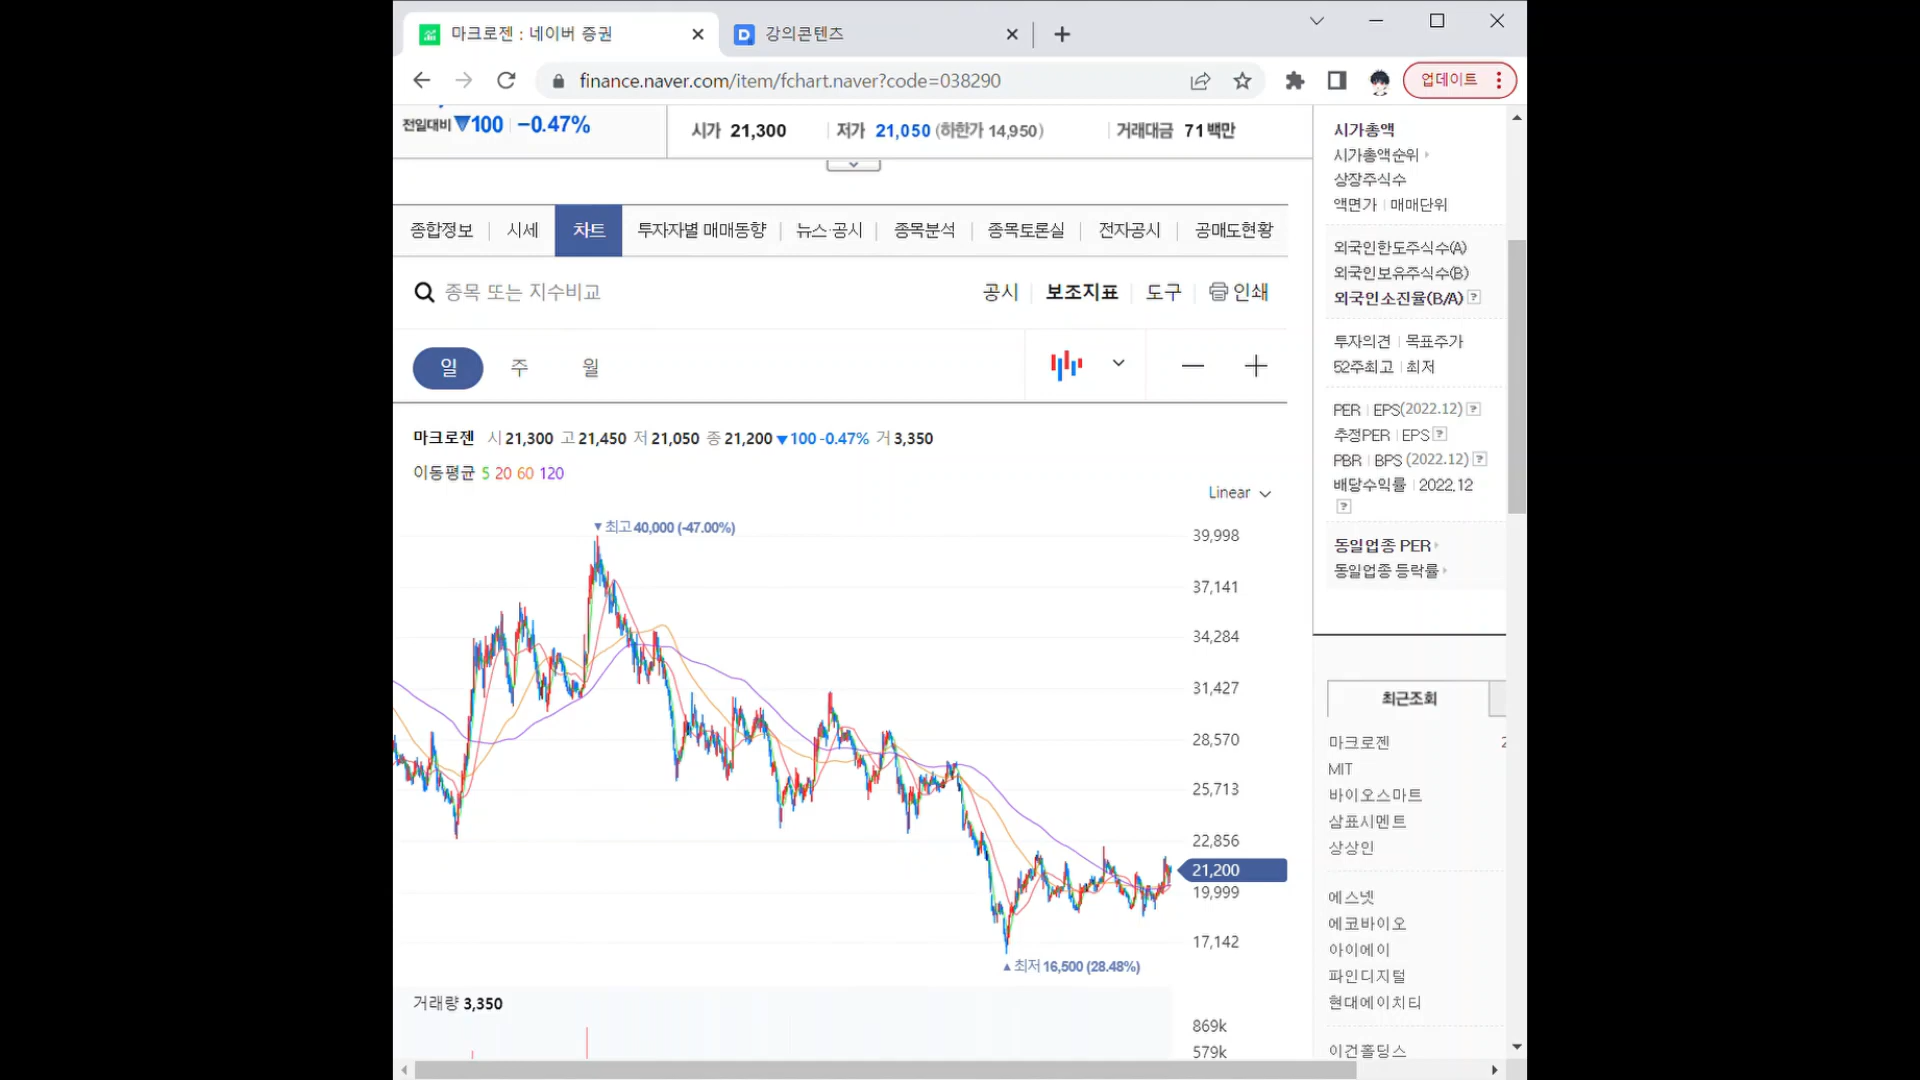 마크로젠 : 네이버 증권
강의콘텐츠
finance.naver.com/item/fchart.naver?code=038290
업데이트
전일대비 ▼100 −0.47%
시가 21,300
저가 21,050 (하한가 14,950)
거래대금 71 백만
종합정보 시세 차트 투자자별 매매동향 뉴스·공시 종목분석 종목토론실 전자공시 공매도현황
종목 또는 지수비교
공시 보조지표 도구 인쇄
일 주 월
마크로젠 시 21,300 고 21,450 저 21,050 종 21,200 ▼100 -0.47% 거 3,350
이동평균 5 20 60 120
Linear
▼최고 40,000 (-47.00%)
39,998
37,141
34,284
31,427
28,570
25,713
22,856
21,200
19,999
17,142
▲최저 16,500 (28.48%)
거래량 3,350
869k
579k
시가총액
시가총액순위
상장주식수
액면가 매매단위
외국인한도주식수(A)
외국인보유주식수(B)
외국인소진율(B/A) ?
투자의견 목표주가
52주최고 최저
PER EPS(2022.12) ?
추정PER EPS ?
PBR BPS (2022.12) ?
배당수익률 2022.12
?
동일업종 PER
동일업종 등락률
최근조회
마크로젠
MIT
바이오스마트
삼표시멘트
상상인
에스넷
에코바이오
아이에이
파인디지털
현대에이치티
이건홀딩스